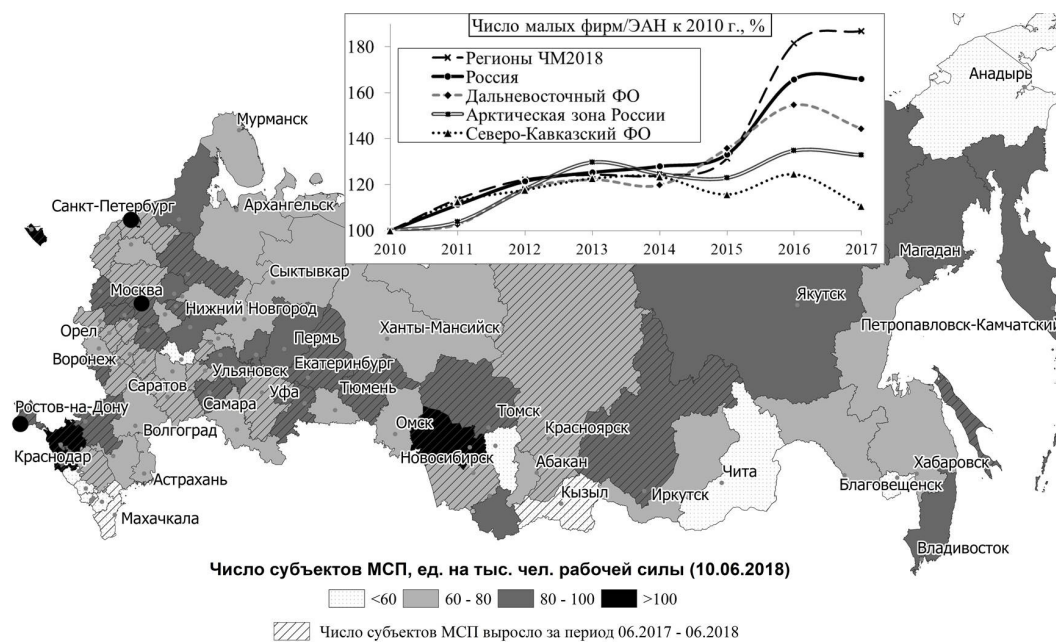 Число малых фирм/ЭАН к 2010 г., %
180
160
140
120
100
Регионы ЧМ2018
Россия
Дальневосточный ФО
Арктическая зона России
Северо-Кавказский ФО
2010 2011 2012 2013 2014 2015 2016 2017
Анадырь
Мурманск
Санкт-Петербург
Архангельск
Магадан
Сыктывкар
Москва
Якутск
Нижний Новгород
Петропавловск-Камчатский
Орел
Ханты-Мансийск
Пермь
Воронеж
Екатеринбург
Ульяновск
Тюмень
Саратов
Уфа
Самара
Ростов-на-Дону
Томск
Омск
Красноярск
Волгоград
Краснодар
Новосибирск
Абакан
Хабаровск
Чита
Астрахань
Кызыл
Иркутск
Благовещенск
Махачкала
Владивосток
Число субъектов МСП, ед. на тыс. чел. рабочей силы (10.06.2018)
<60 60 - 80 80 - 100 >100
Число субъектов МСП выросло за период 06.2017 - 06.2018